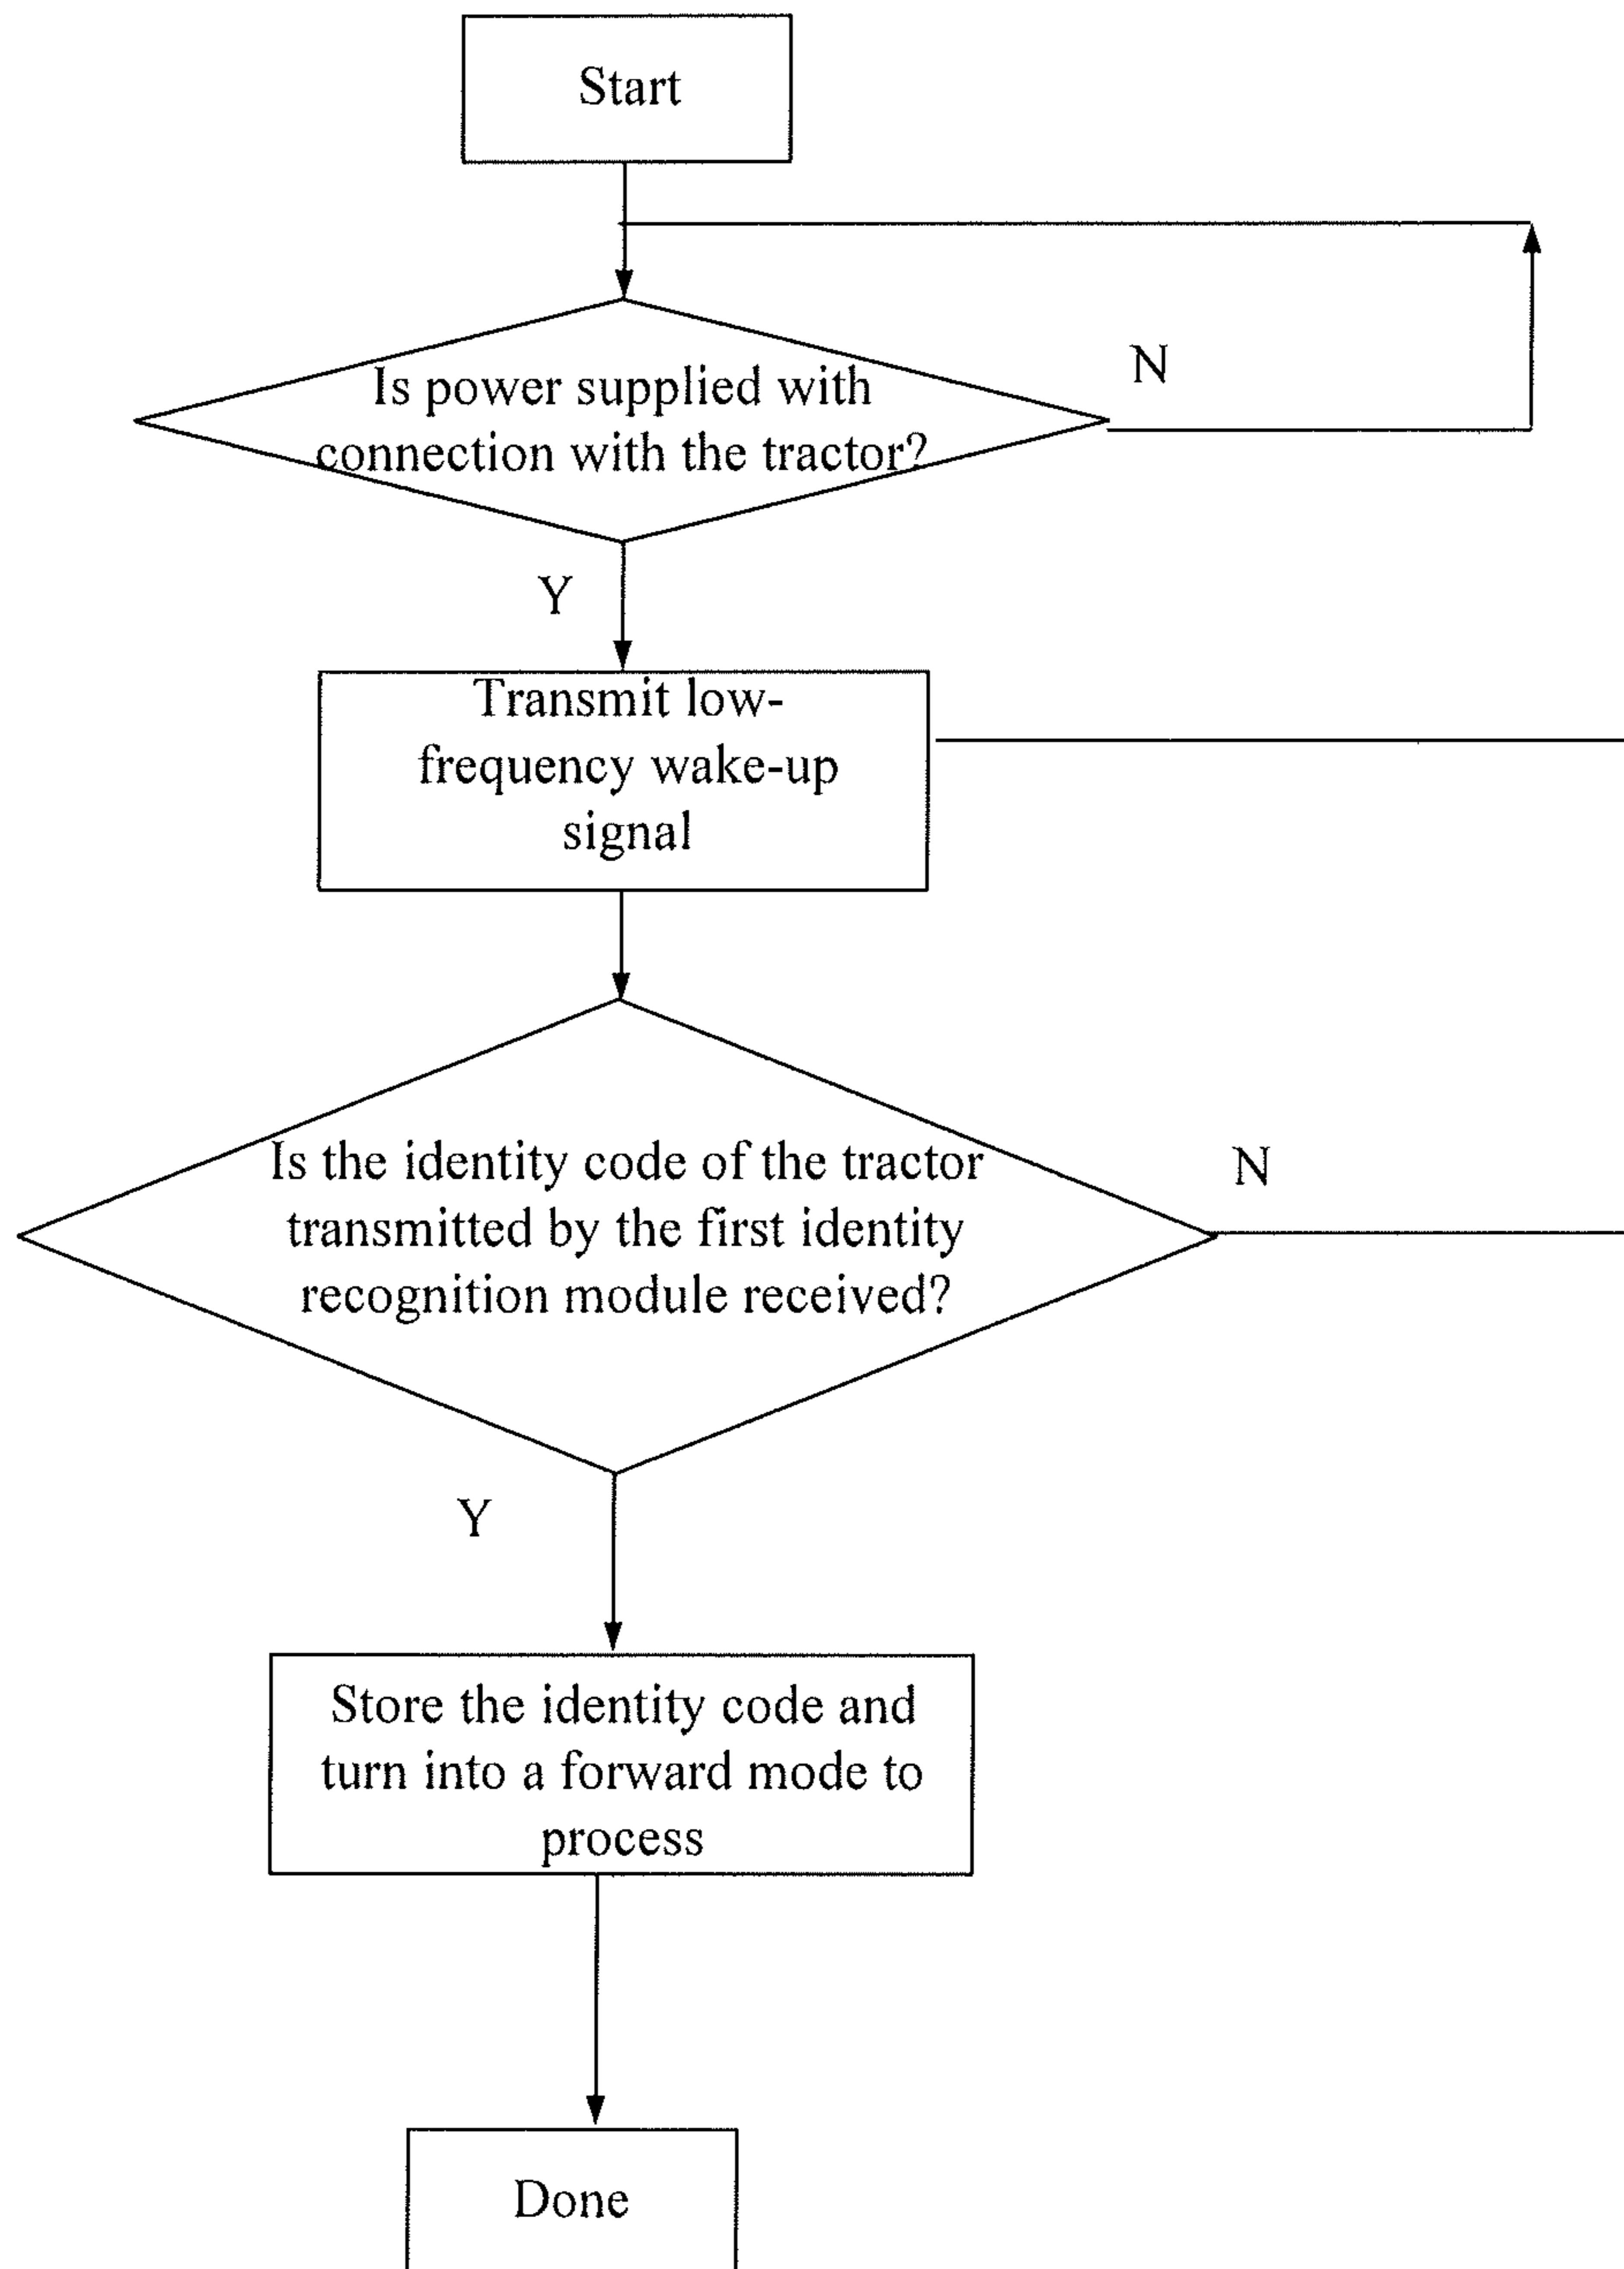 Start
Is power supplied with
connection with the tractor?
N
Y
Transmit low-
frequency wake-up
signal
Is the identity code of the tractor
transmitted by the first identity
recognition module received?
N
Y
Store the identity code and
turn into a forward mode to
process
Done